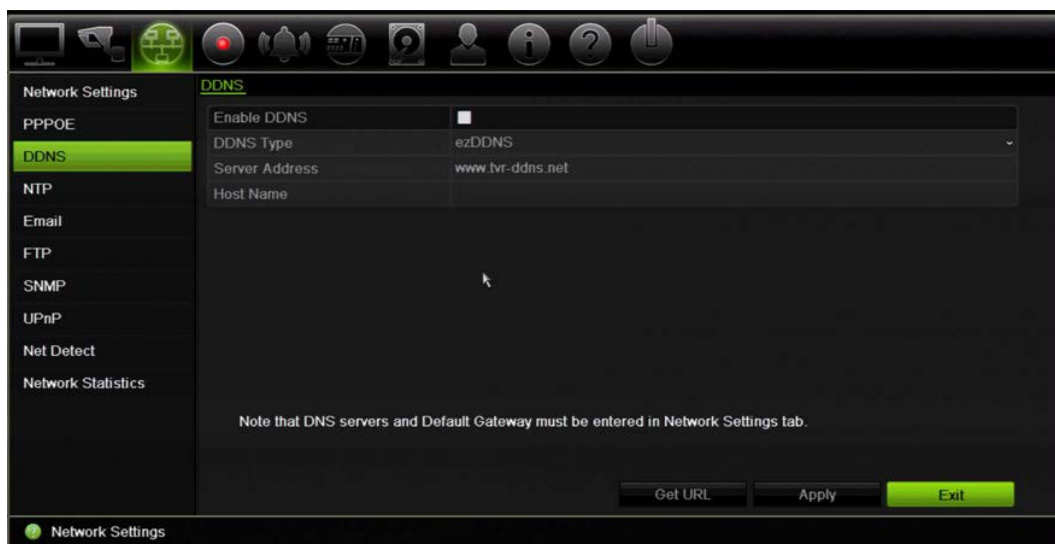 Network Settings
PPPOE
DDNS
NTP
Email
FTP
SNMP
UPnP
Net Detect
Network Statistics
DDNS
Enable DDNS
DDNS Type ezDDNS
Server Address www.tvr-ddns.net
Host Name
Note that DNS servers and Default Gateway must be entered in Network Settings tab.
Get URL Apply Exit
Network Settings